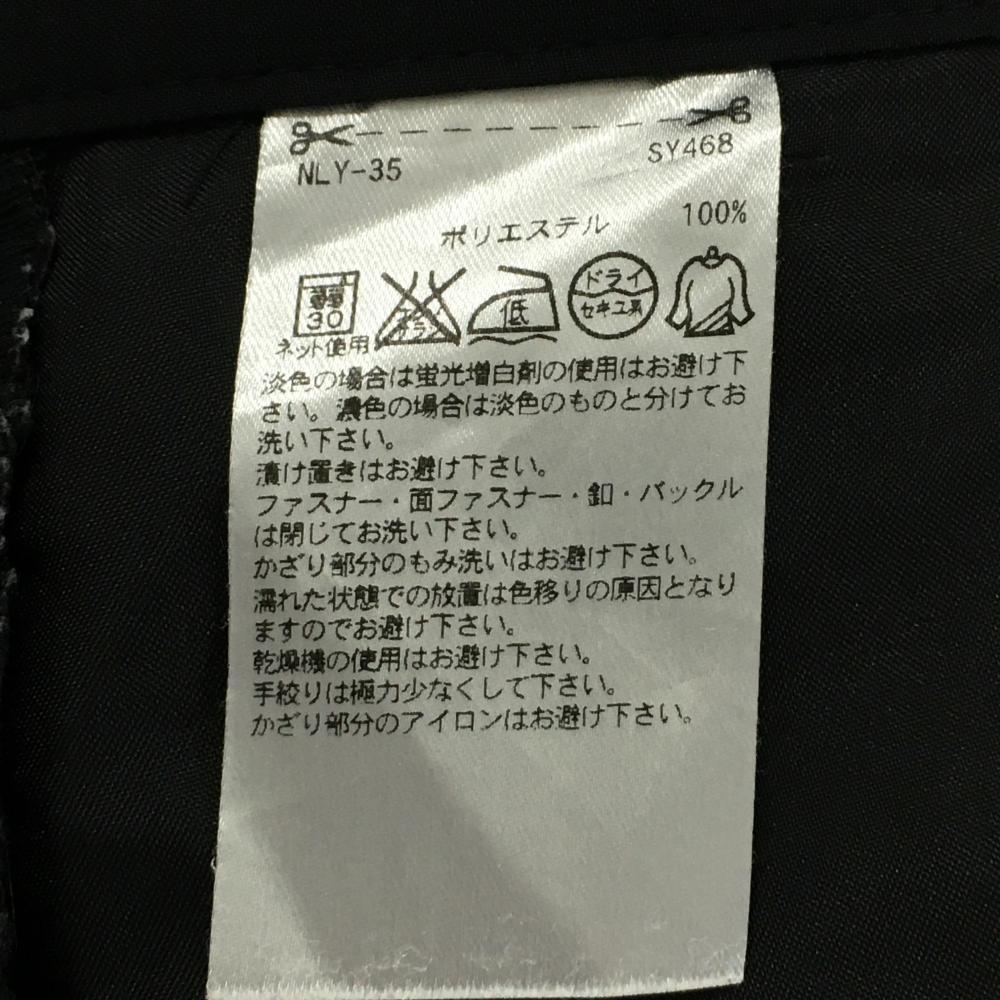 NLY-35 SY468
ポリエステル 100%
弱 30 エンソサラシ 低 ドライ セキユ系
ネット使用
淡色の場合は蛍光増白剤の使用はお避け下
さい。濃色の場合は淡色のものと分けてお
洗い下さい。
漬け置きはお避け下さい。
ファスナー・面ファスナー・釦・バックル
は閉じてお洗い下さい。
かざり部分のもみ洗いはお避け下さい。
濡れた状態での放置は色移りの原因となり
ますのでお避け下さい。
乾燥機の使用はお避け下さい。
手絞りは極力少なくして下さい。
かざり部分のアイロンはお避け下さい。